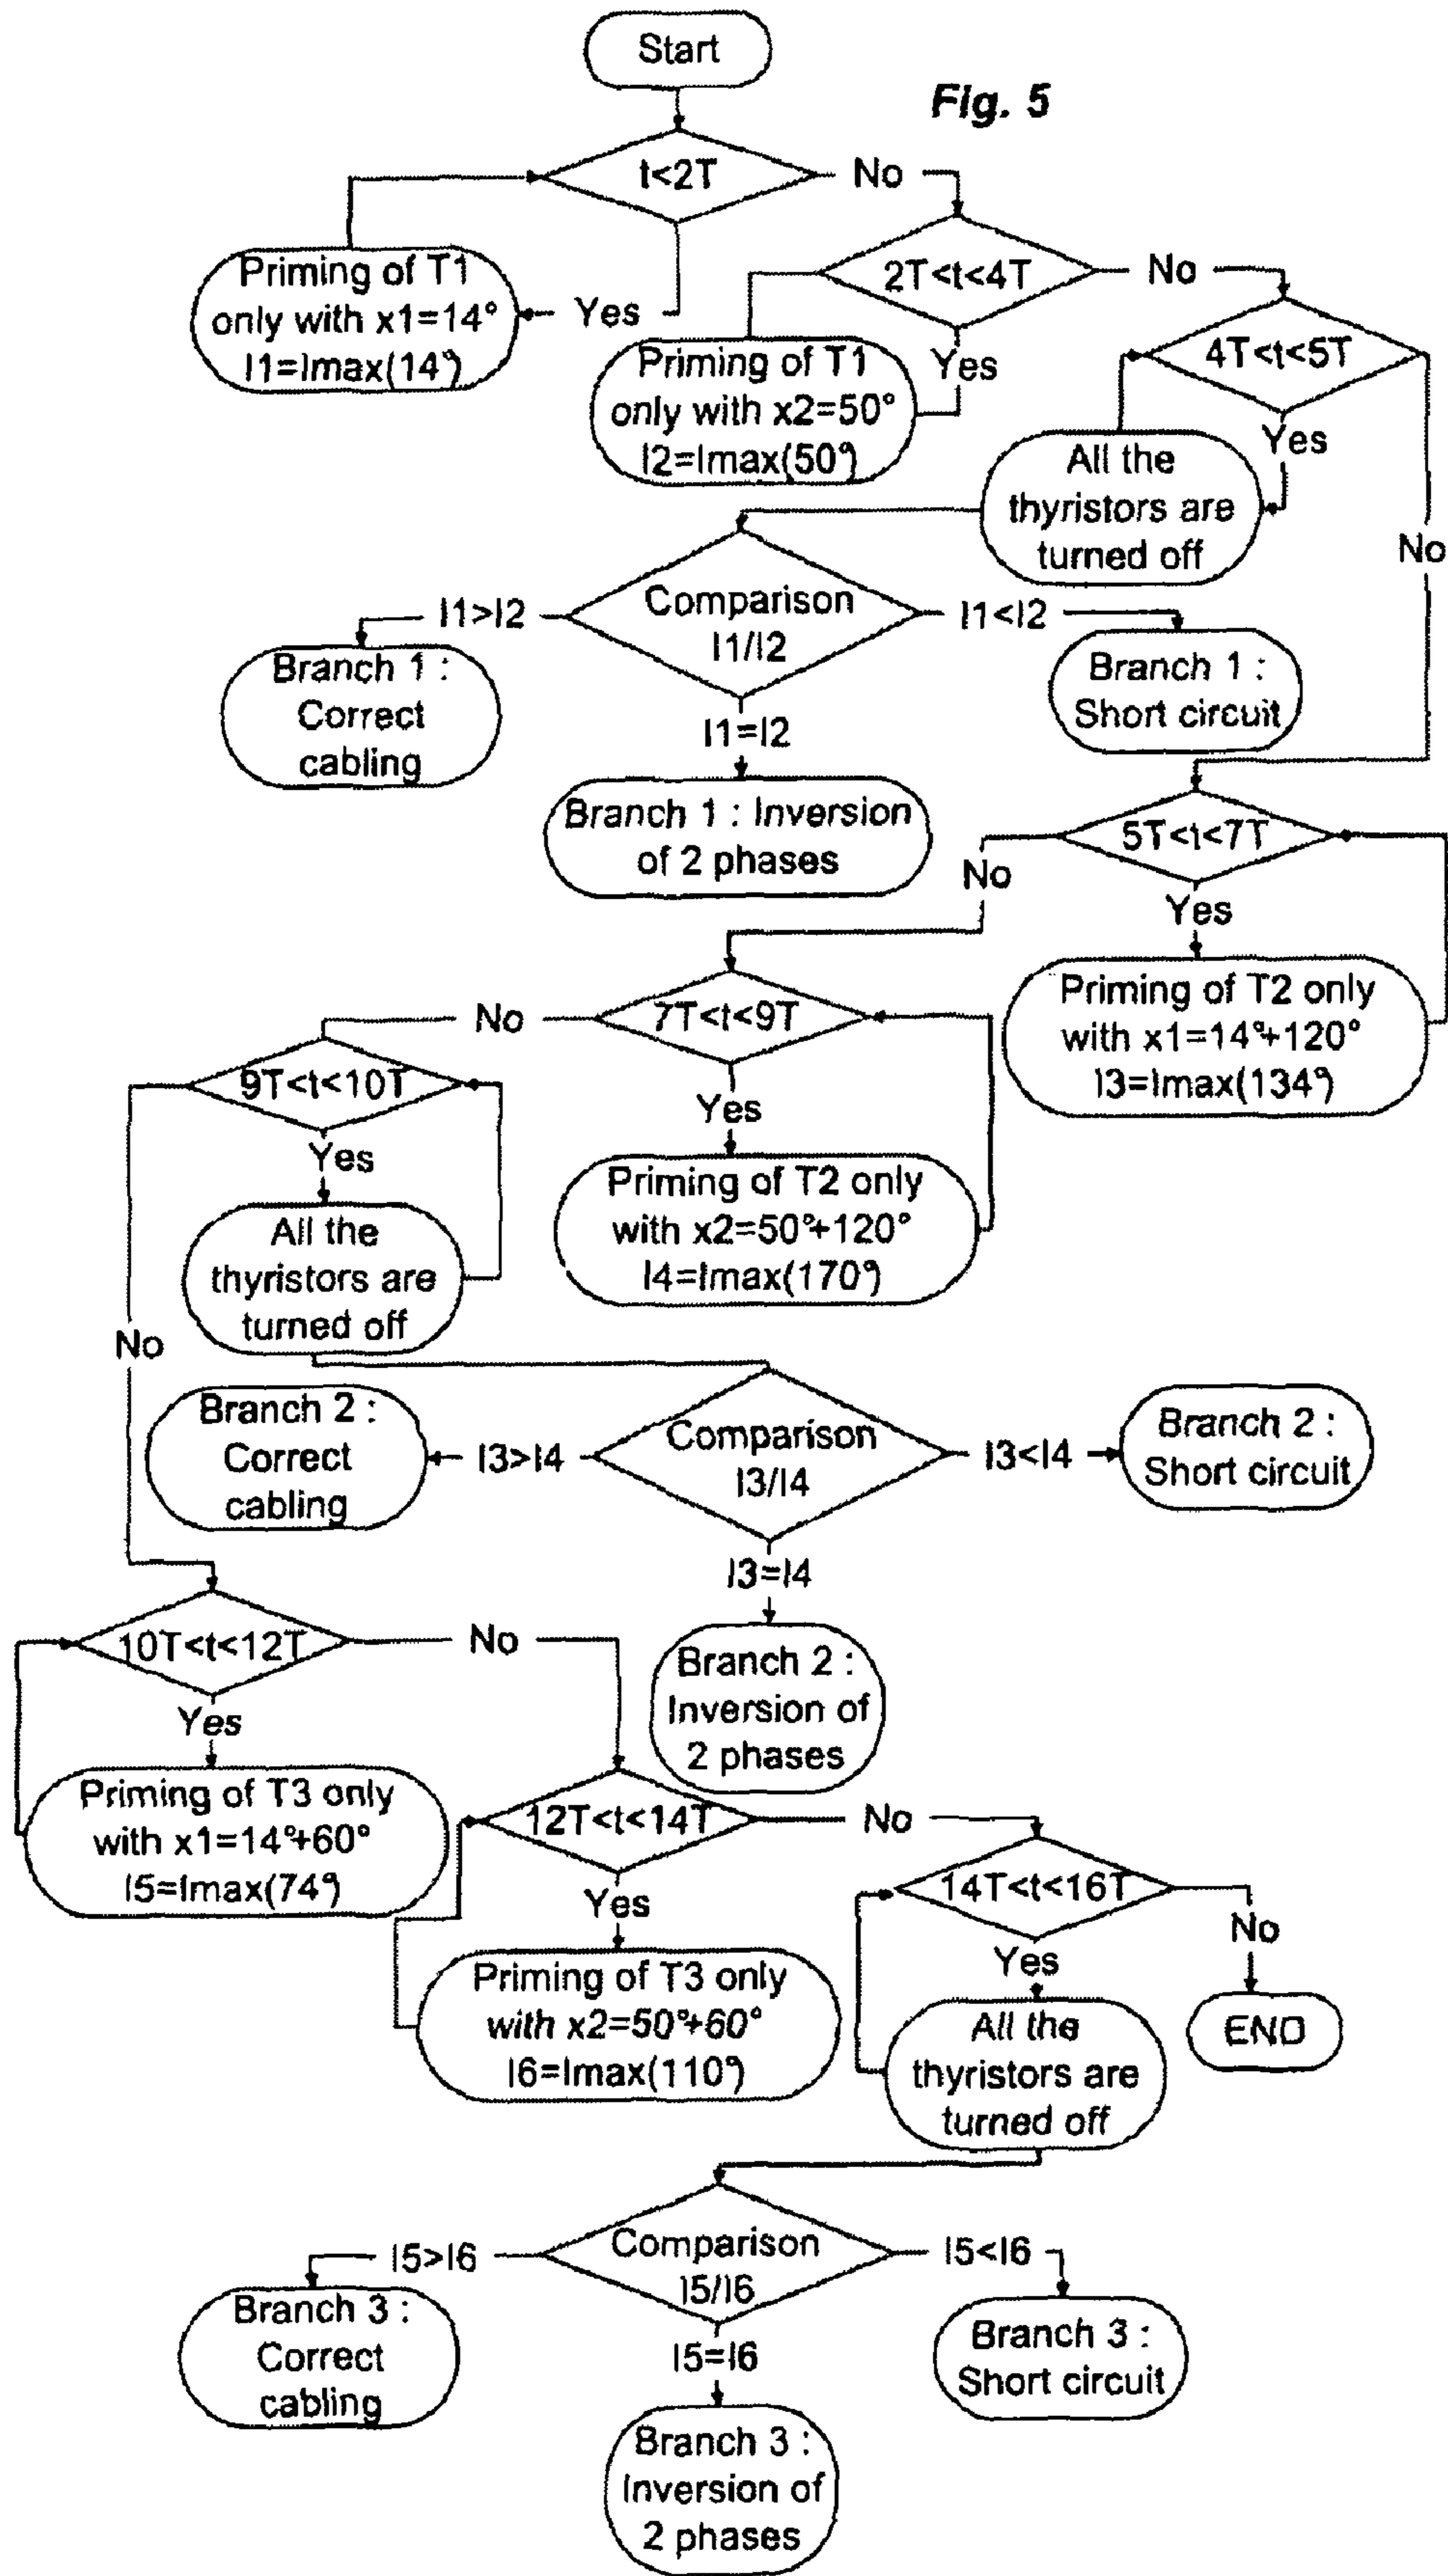 Start
Fig. 5
t<2T
No
Priming of T1
only with x1=14°
I1=Imax(14°)
Yes
2T<t<4T
No
Priming of T1
only with x2=50°
I2=Imax(50°)
Yes
4T<t<5T
Yes
No
All the
thyristors are
turned off
Comparison
I1/I2
I1>I2
I1<I2
I1=I2
Branch 1 :
Correct
cabling
Branch 1 :
Short circuit
Branch 1 : Inversion
of 2 phases
5T<t<7T
No
Yes
Priming of T2 only
with x1=14°+120°
I3=Imax(134°)
7T<t<9T
No
Yes
Priming of T2 only
with x2=50°+120°
I4=Imax(170°)
9T<t<10T
Yes
No
All the
thyristors are
turned off
Comparison
I3/I4
I3>I4
I3<I4
I3=I4
Branch 2 :
Correct
cabling
Branch 2 :
Short circuit
Branch 2 :
Inversion of
2 phases
10T<t<12T
No
Yes
Priming of T3 only
with x1=14°+60°
I5=Imax(74°)
12T<t<14T
No
Yes
Priming of T3 only
with x2=50°+60°
I6=Imax(110°)
14T<t<16T
No
Yes
END
All the
thyristors are
turned off
Comparison
I5/I6
I5>I6
I5<I6
I5=I6
Branch 3 :
Correct
cabling
Branch 3 :
Short circuit
Branch 3 :
Inversion of
2 phases